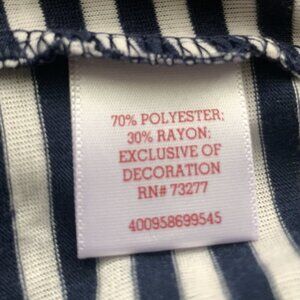 70% POLYESTER;
30% RAYON;
EXCLUSIVE OF
DECORATION
RN# 73277
400958699545